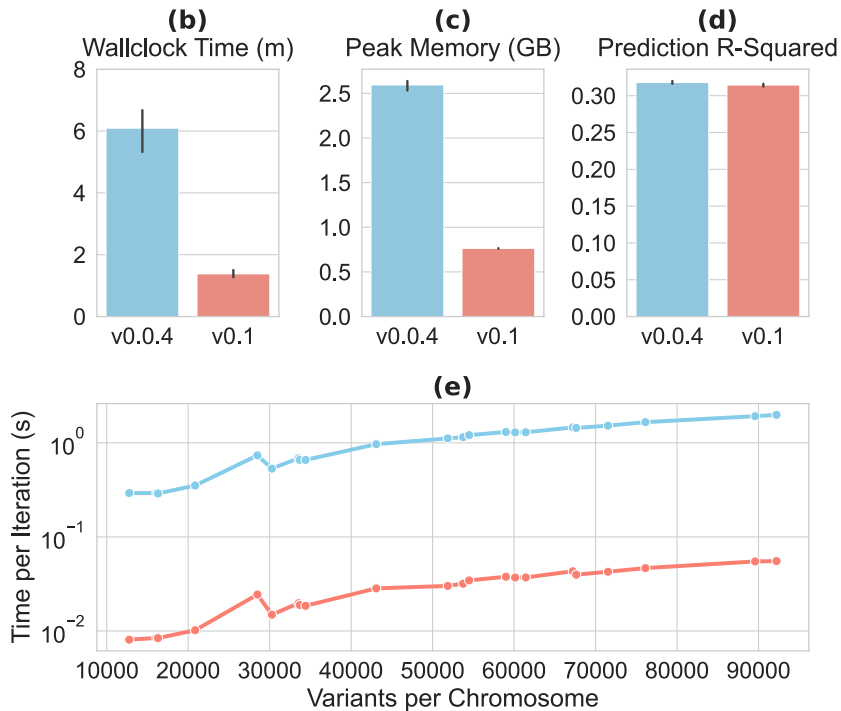 (b)
Wallclock Time (m)
8
6
4
2
0
v0.0.4 v0.1
(c)
Peak Memory (GB)
2.5
2.0
1.5
1.0
0.5
0.0
v0.0.4 v0.1
(d)
Prediction R-Squared
0.30
0.25
0.20
0.15
0.10
0.05
0.00
v0.0.4 v0.1
(e)
Time per Iteration (s)
10^0
10^−1
10^−2
10000 20000 30000 40000 50000 60000 70000 80000 90000
Variants per Chromosome